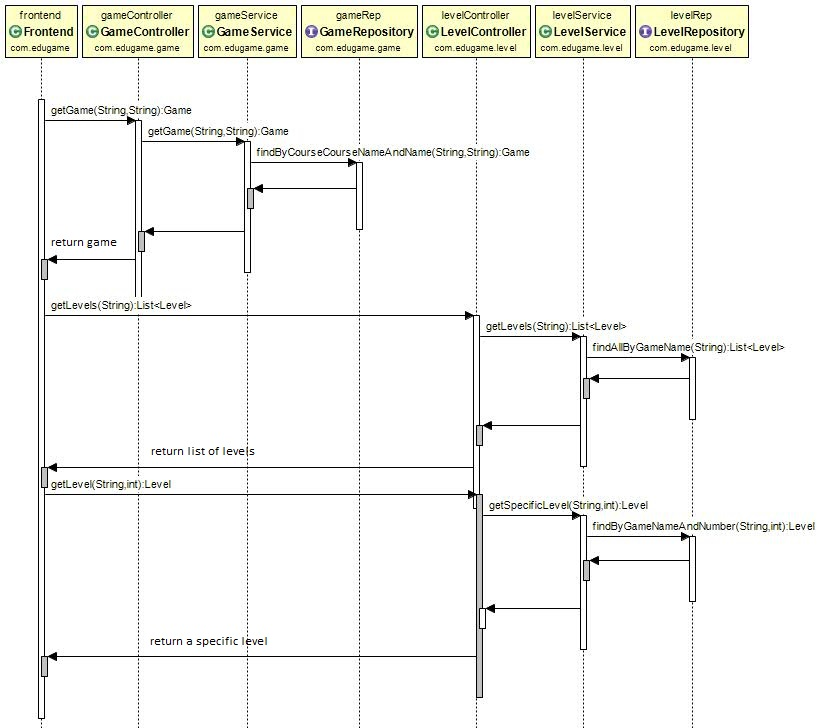 frontend
C Frontend
com.edugame
gameController
C GameController
com.edugame.game
gameService
C GameService
com.edugame.game
gameRep
I GameRepository
com.edugame.game
levelController
C LevelController
com.edugame.level
levelService
C LevelService
com.edugame.level
levelRep
I LevelRepository
com.edugame.level
getGame(String,String):Game
getGame(String,String):Game
findByCourseCourseNameAndName(String,String):Game
return game
getLevels(String):List<Level>
getLevels(String):List<Level>
findAllByGameName(String):List<Level>
return list of levels
getLevel(String,int):Level
getSpecificLevel(String,int):Level
findByGameNameAndNumber(String,int):Level
return a specific level